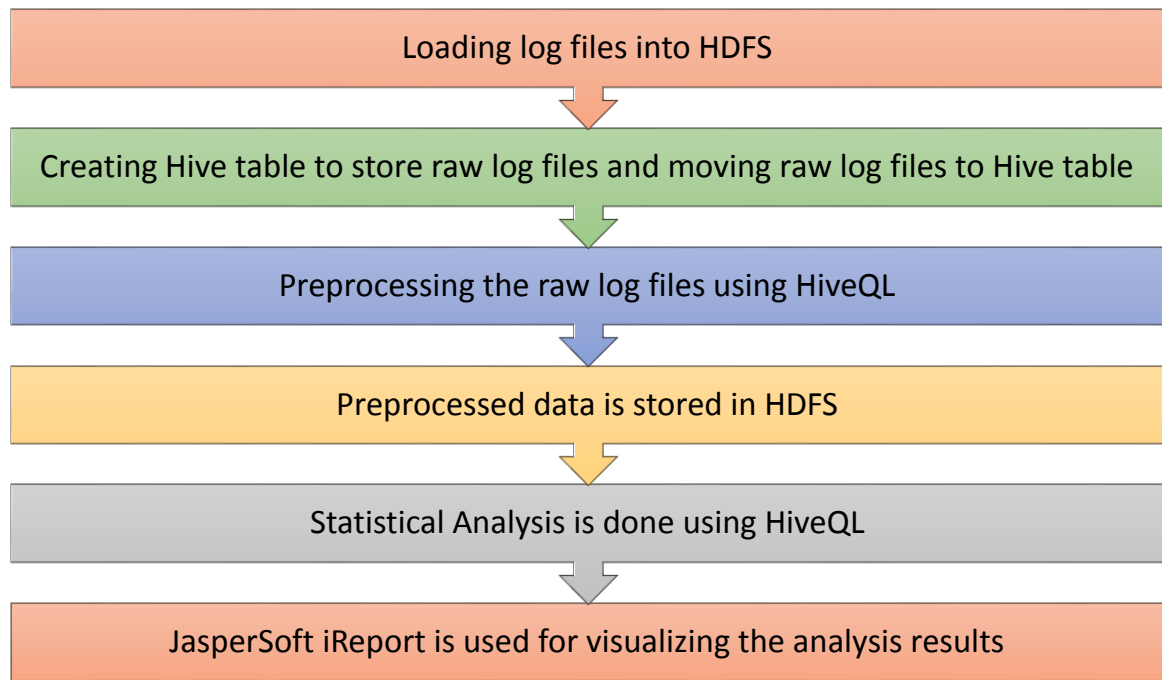 Loading log files into HDFS
Creating Hive table to store raw log files and moving raw log files to Hive table
Preprocessing the raw log files using HiveQL
Preprocessed data is stored in HDFS
Statistical Analysis is done using HiveQL
JasperSoft iReport is used for visualizing the analysis results